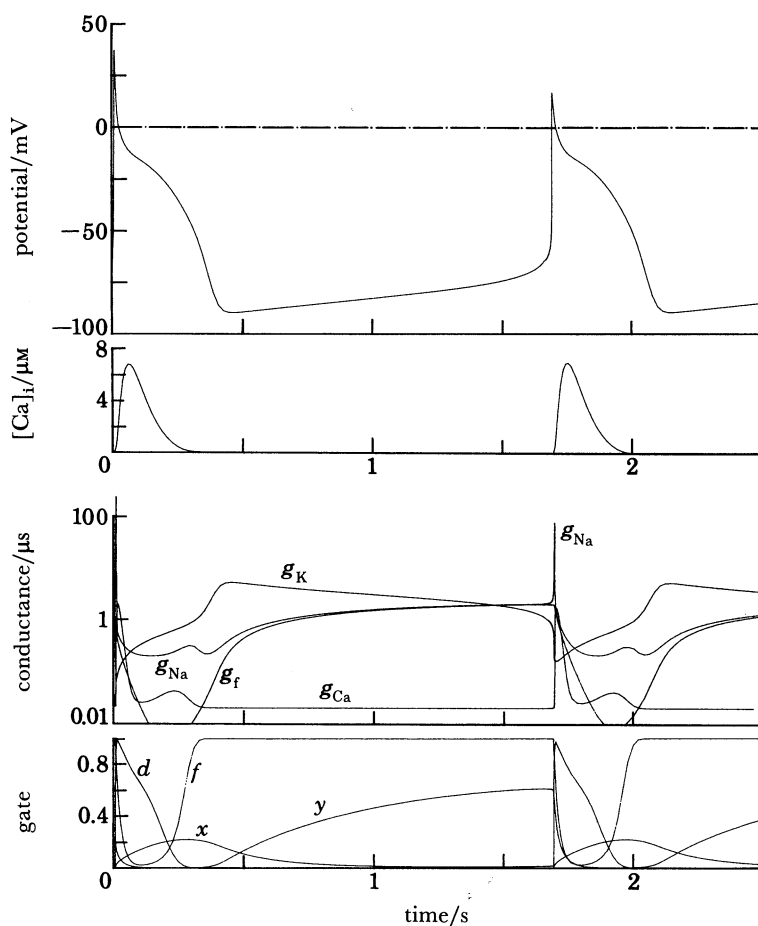 50
0
−50
−100
potential/mV
8
4
[Ca]i/μM
0
1
2
100
1
0.01
conductance/μs
gNa
gK
gNa
gf
gCa
0.8
0.4
gate
d
f
x
y
0
1
2
time/s